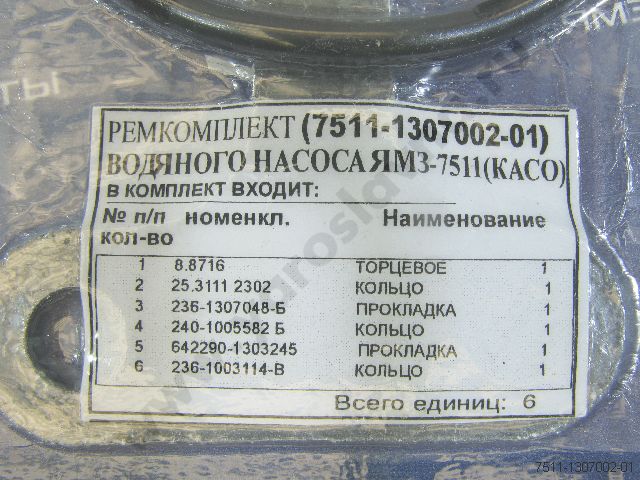 ТЫ
ЯМ
РЕМКОМПЛЕКТ (7511-1307002-01)
ВОДЯНОГО НАСОСА ЯМЗ-7511(КАСО)
В КОМПЛЕКТ ВХОДИТ:
№ п/п номенкл. Наименование
кол-во
1 8.8716 ТОРЦЕВОЕ 1
2 25.3111 2302 КОЛЬЦО 1
3 236-1307048-Б ПРОКЛАДКА 1
4 240-1005582 Б КОЛЬЦО 1
5 642290-1303245 ПРОКЛАДКА 1
6 236-1003114-В КОЛЬЦО 1
Всего единиц: 6
7511-1307002-01